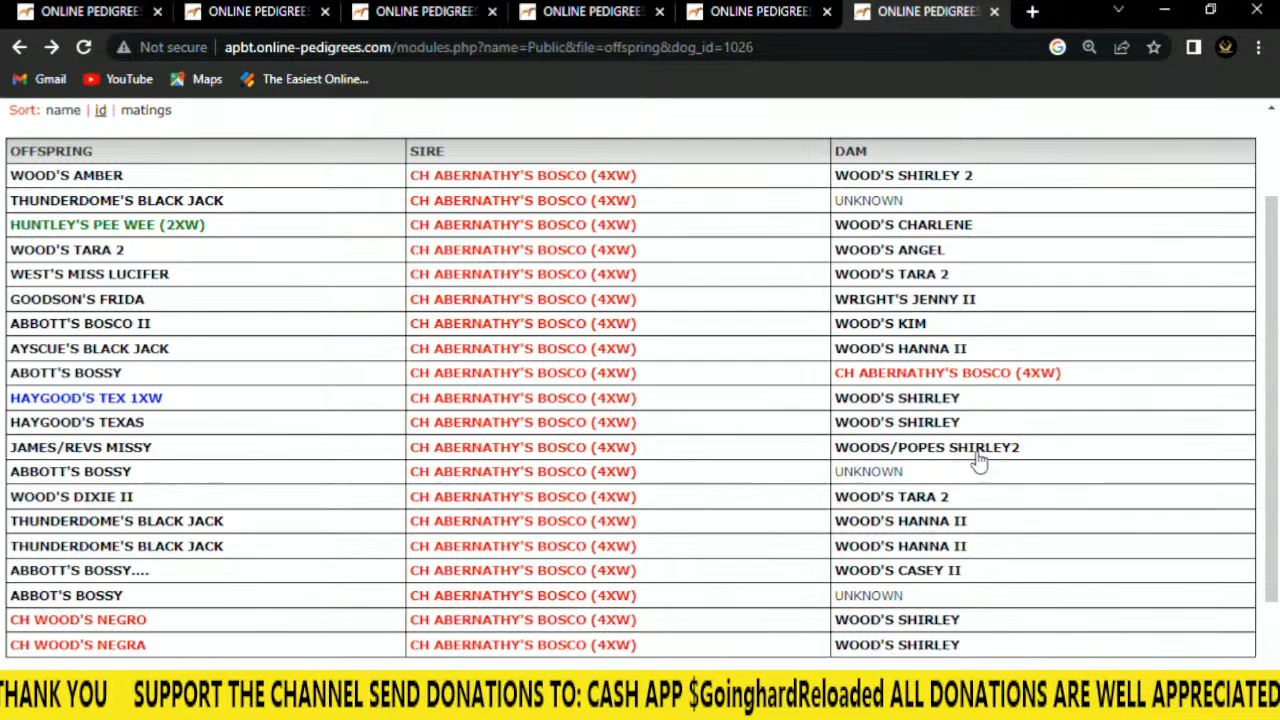 ONLINE PEDIGREES ONLINE PEDIGREES ONLINE PEDIGREES ONLINE PEDIGREES ONLINE PEDIGREES ONLINE PEDIGREES
Not secure apbt.online-pedigrees.com/modules.php?name=Public&file=offspring&dog_id=1026
Gmail YouTube Maps The Easiest Online...
Sort: name | id | matings
OFFSPRING SIRE DAM
WOOD'S AMBER CH ABERNATHY'S BOSCO (4XW) WOOD'S SHIRLEY 2
THUNDERDOME'S BLACK JACK CH ABERNATHY'S BOSCO (4XW) UNKNOWN
HUNTLEY'S PEE WEE (2XW) CH ABERNATHY'S BOSCO (4XW) WOOD'S CHARLENE
WOOD'S TARA 2 CH ABERNATHY'S BOSCO (4XW) WOOD'S ANGEL
WEST'S MISS LUCIFER CH ABERNATHY'S BOSCO (4XW) WOOD'S TARA 2
GOODSON'S FRIDA CH ABERNATHY'S BOSCO (4XW) WRIGHT'S JENNY II
ABBOTT'S BOSCO II CH ABERNATHY'S BOSCO (4XW) WOOD'S KIM
AYSCUE'S BLACK JACK CH ABERNATHY'S BOSCO (4XW) WOOD'S HANNA II
ABOTT'S BOSSY CH ABERNATHY'S BOSCO (4XW) CH ABERNATHY'S BOSCO (4XW)
HAYGOOD'S TEX 1XW CH ABERNATHY'S BOSCO (4XW) WOOD'S SHIRLEY
HAYGOOD'S TEXAS CH ABERNATHY'S BOSCO (4XW) WOOD'S SHIRLEY
JAMES/REVS MISSY CH ABERNATHY'S BOSCO (4XW) WOODS/POPES SHIRLEY2
ABBOTT'S BOSSY CH ABERNATHY'S BOSCO (4XW) UNKNOWN
WOOD'S DIXIE II CH ABERNATHY'S BOSCO (4XW) WOOD'S TARA 2
THUNDERDOME'S BLACK JACK CH ABERNATHY'S BOSCO (4XW) WOOD'S HANNA II
THUNDERDOME'S BLACK JACK CH ABERNATHY'S BOSCO (4XW) WOOD'S HANNA II
ABBOTT'S BOSSY.... CH ABERNATHY'S BOSCO (4XW) WOOD'S CASEY II
ABBOT'S BOSSY CH ABERNATHY'S BOSCO (4XW) UNKNOWN
CH WOOD'S NEGRO CH ABERNATHY'S BOSCO (4XW) WOOD'S SHIRLEY
CH WOOD'S NEGRA CH ABERNATHY'S BOSCO (4XW) WOOD'S SHIRLEY
THANK YOU SUPPORT THE CHANNEL SEND DONATIONS TO: CASH APP $GoinghardReloaded ALL DONATIONS ARE WELL APPRECIATED